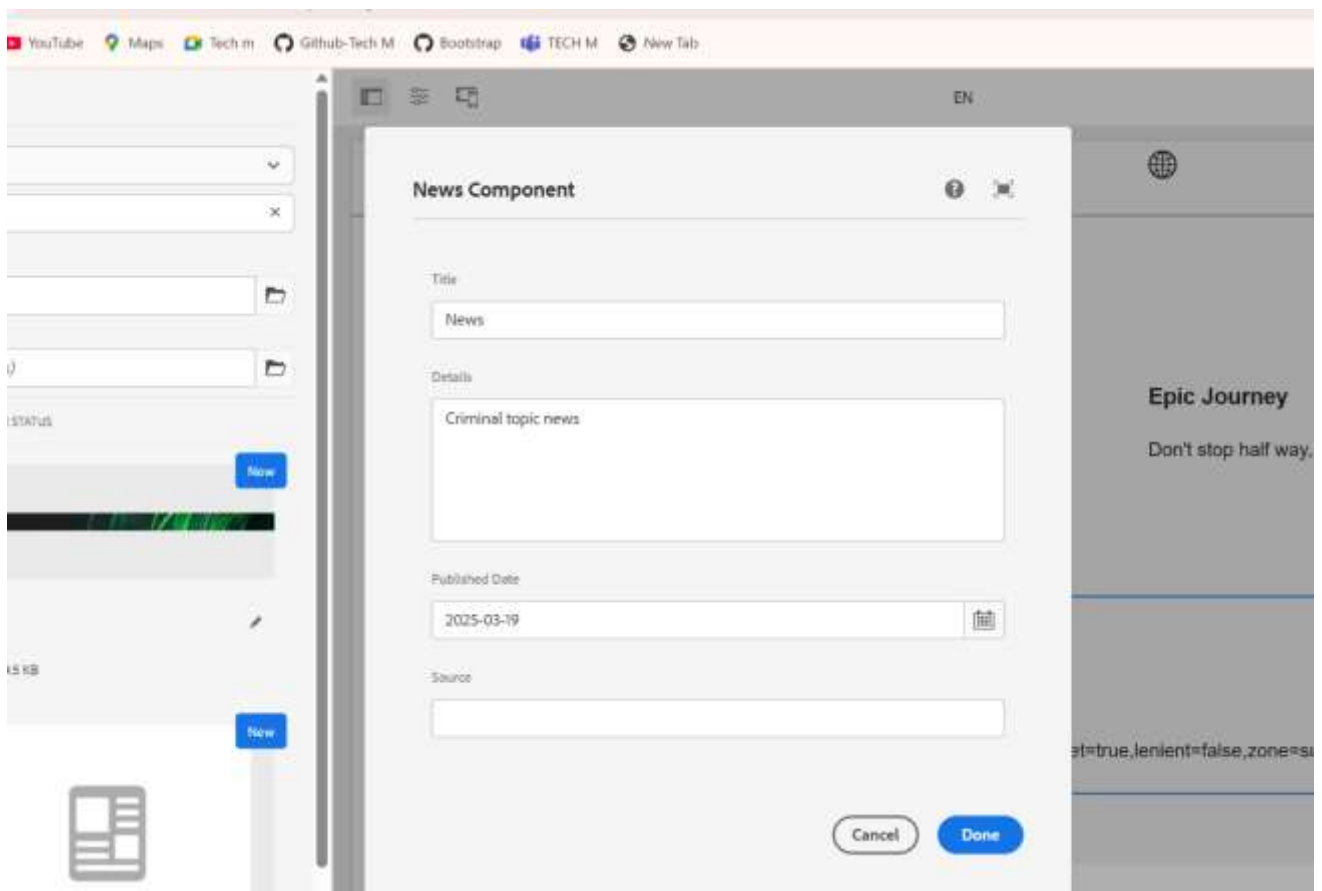 YouTube Maps Tech m Github-Tech M Bootstrap TECH M New Tab
EN
News Component
Title
News
Details
Criminal topic news
Published Date
2025-03-19
Source
Cancel Done
STATUS
New
KB
New
Epic Journey
Don't stop half way,
et=true,lenient=false,zone=su